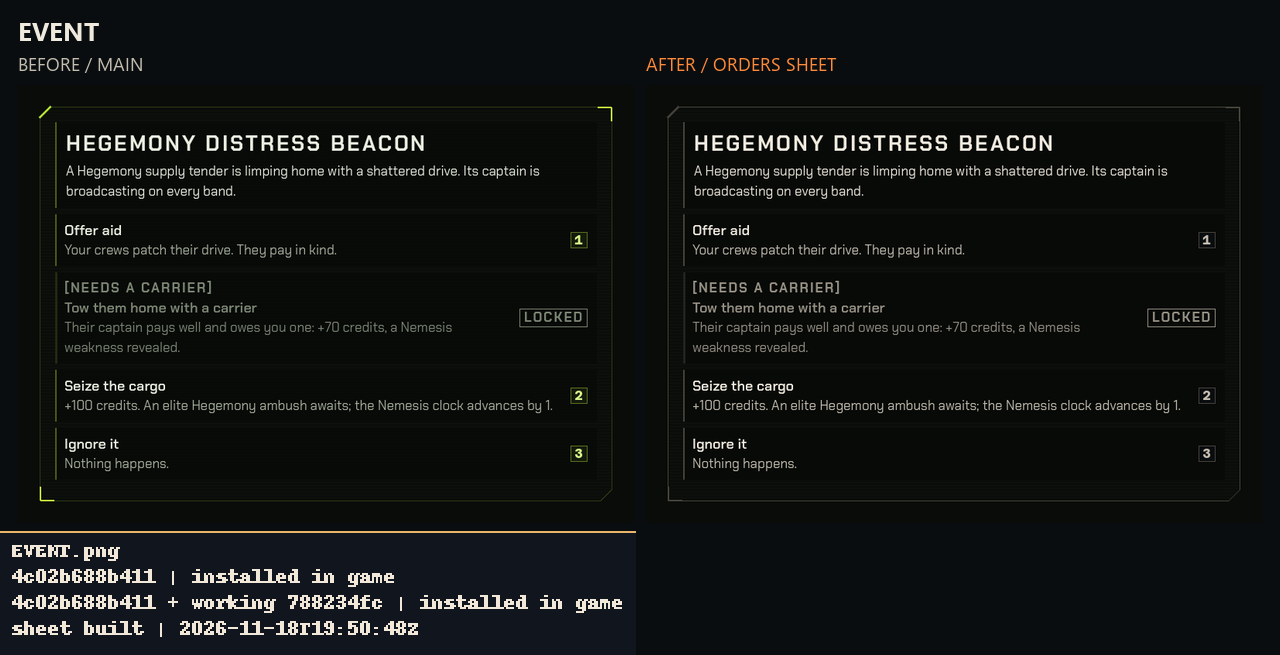 EVENT
BEFORE / MAIN
AFTER / ORDERS SHEET
HEGEMONY DISTRESS BEACON
A Hegemony supply tender is limping home with a shattered drive. Its captain is
broadcasting on every band.
Offer aid
Your crews patch their drive. They pay in kind.
1
[NEEDS A CARRIER]
Tow them home with a carrier
Their captain pays well and owes you one: +70 credits, a Nemesis
weakness revealed.
LOCKED
Seize the cargo
+100 credits. An elite Hegemony ambush awaits; the Nemesis clock advances by 1.
2
Ignore it
Nothing happens.
3
HEGEMONY DISTRESS BEACON
A Hegemony supply tender is limping home with a shattered drive. Its captain is
broadcasting on every band.
Offer aid
Your crews patch their drive. They pay in kind.
1
[NEEDS A CARRIER]
Tow them home with a carrier
Their captain pays well and owes you one: +70 credits, a Nemesis
weakness revealed.
LOCKED
Seize the cargo
+100 credits. An elite Hegemony ambush awaits; the Nemesis clock advances by 1.
2
Ignore it
Nothing happens.
3
EVENT.png
4c02b688b411 | installed in game
4c02b688b411 + working 788234fc | installed in game
sheet built | 2026-11-18T19:50:48Z